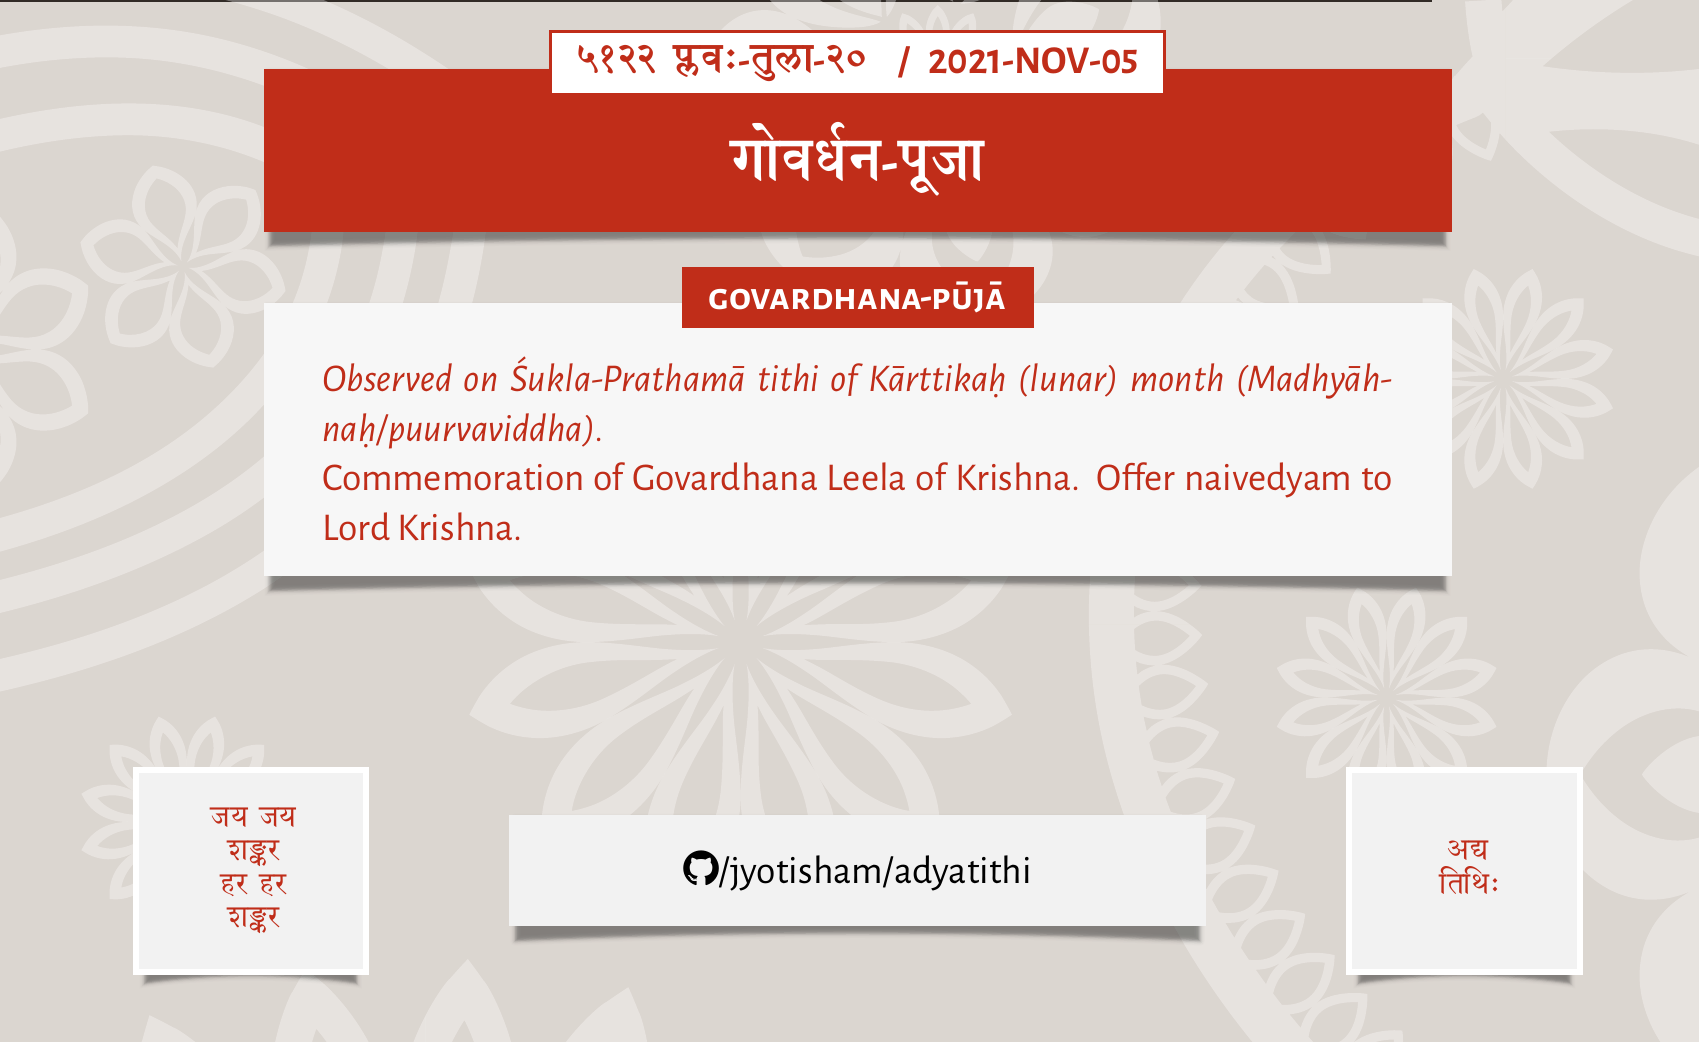 ५१२२ प्लवः-तुला-२० / 2021-NOV-05
गोवर्धन-पूजा
GOVARDHANA-PŪJĀ
Observed on Śukla-Prathamā tithi of Kārttikaḥ (lunar) month (Madhyāh-
naḥ/puurvaviddha).
Commemoration of Govardhana Leela of Krishna. Offer naivedyam to
Lord Krishna.
जय जय
शङ्कर
हर हर
शङ्कर
/jyotisham/adyatithi
अद्य
तिथिः